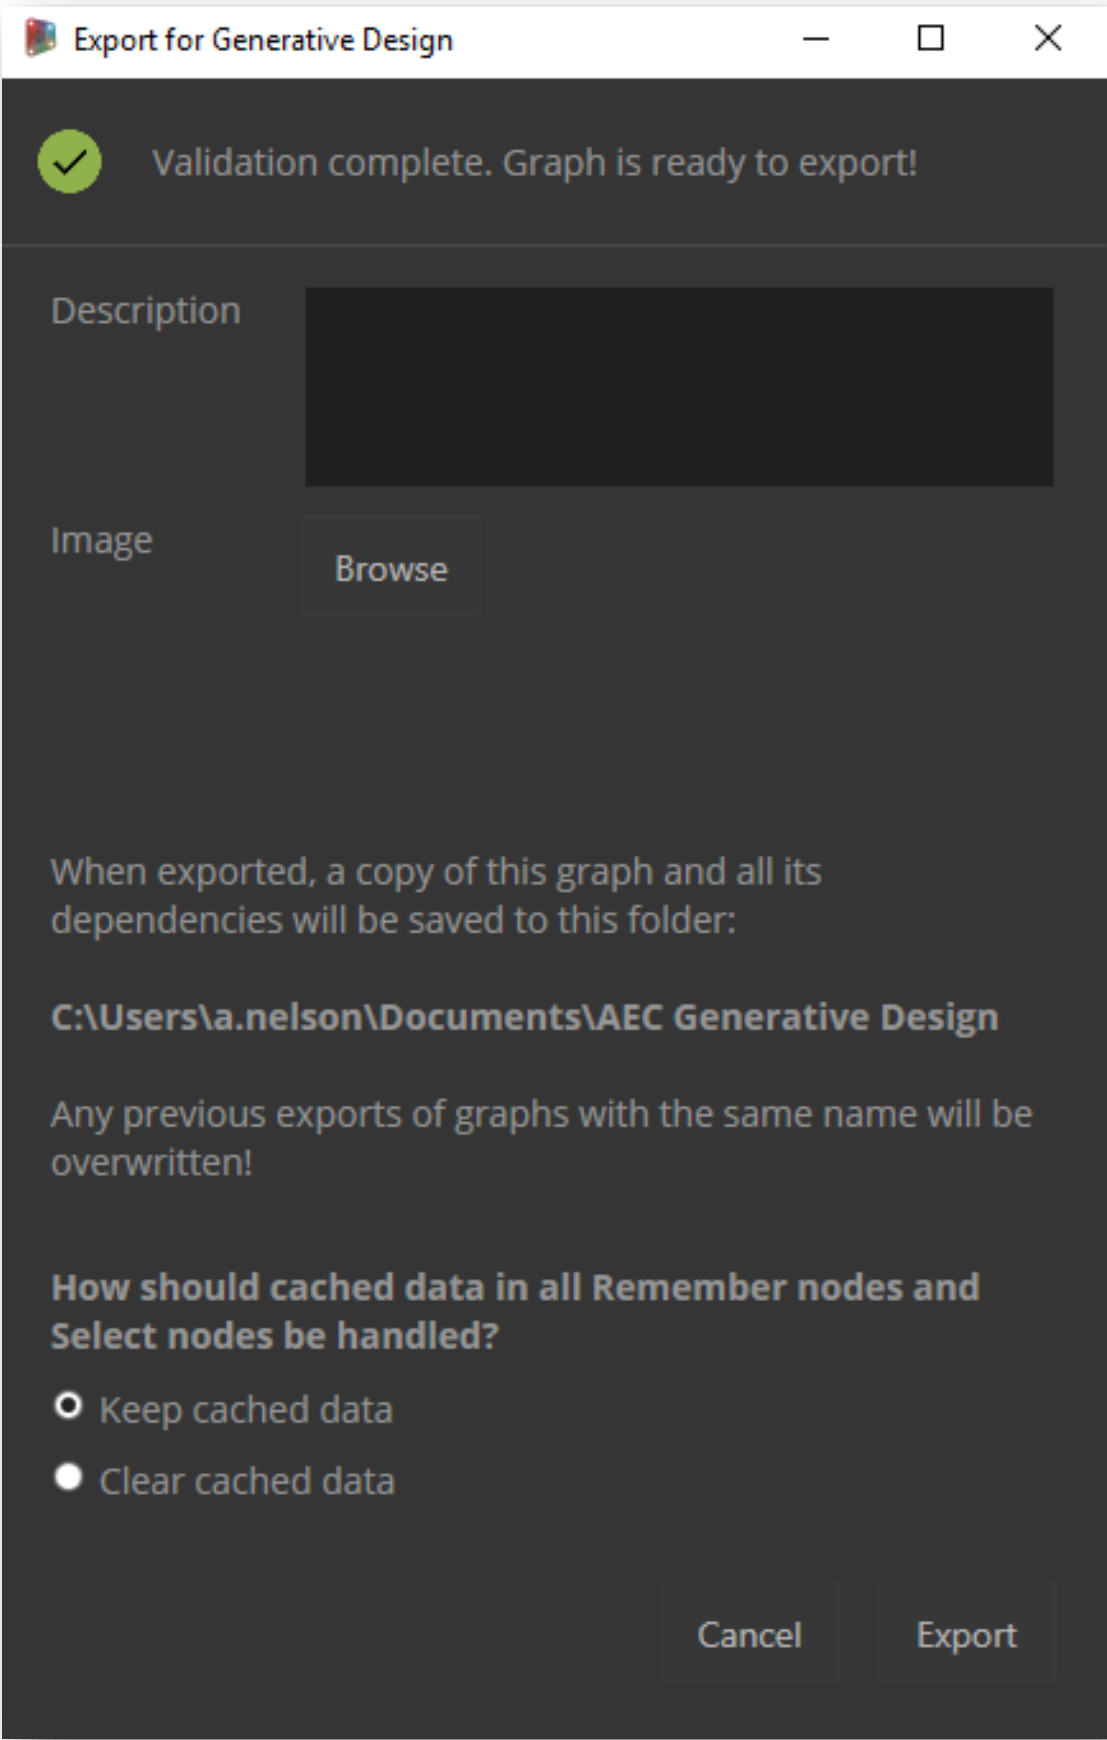 Export for Generative Design
Validation complete. Graph is ready to export!
Description
Image
Browse
When exported, a copy of this graph and all its
dependencies will be saved to this folder:
C:\Users\a.nelson\Documents\AEC Generative Design
Any previous exports of graphs with the same name will be
overwritten!
How should cached data in all Remember nodes and
Select nodes be handled?
Keep cached data
Clear cached data
Cancel
Export